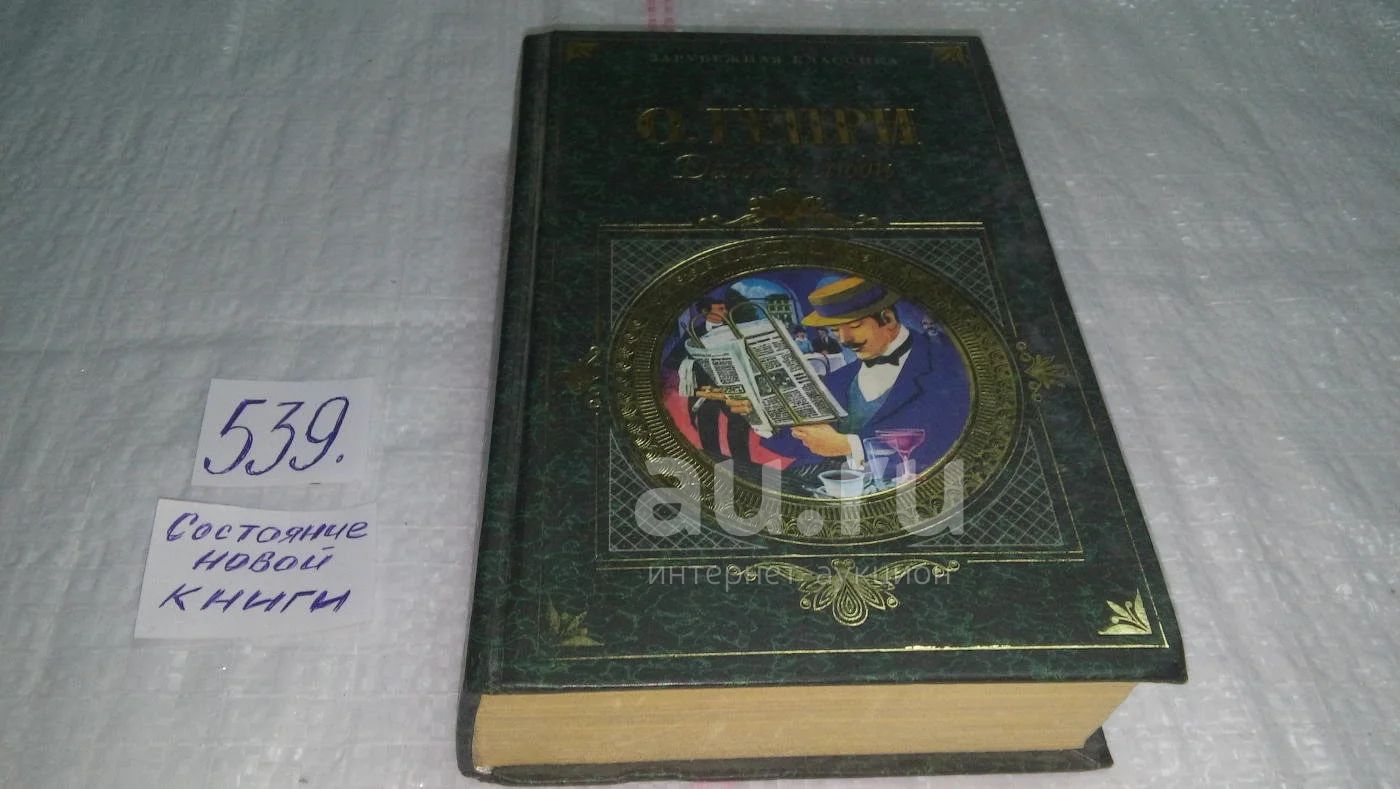 ЗАРУБЕЖНАЯ КЛАССИКА
О. ГЕНРИ
539.
Состояние
новой
книги
au.ru
интернет аукцион